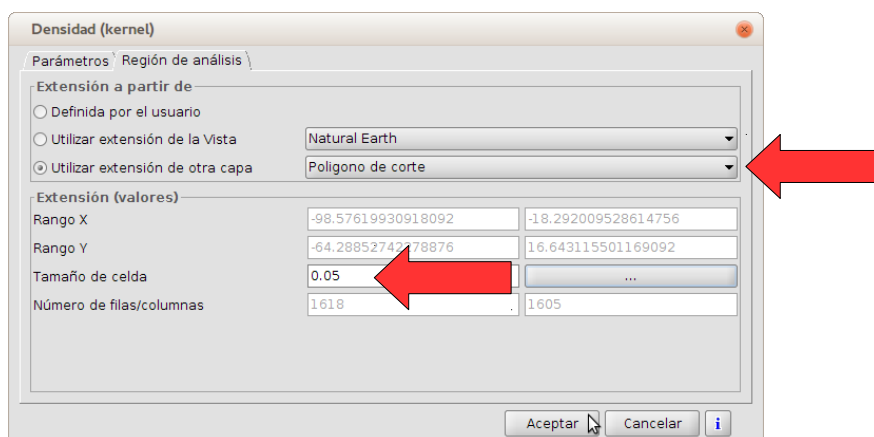 Densidad (kernel)
Parámetros Región de análisis
Extensión a partir de
Definida por el usuario
Utilizar extensión de la Vista Natural Earth
Utilizar extensión de otra capa Poligono de corte
Extensión (valores)
Rango X -98.57619930918092 -18.292009528614756
Rango Y 16.643115501169092
Tamaño de celda 0.05 ...
Número de filas/columnas 1618 1605
Aceptar Cancelar i